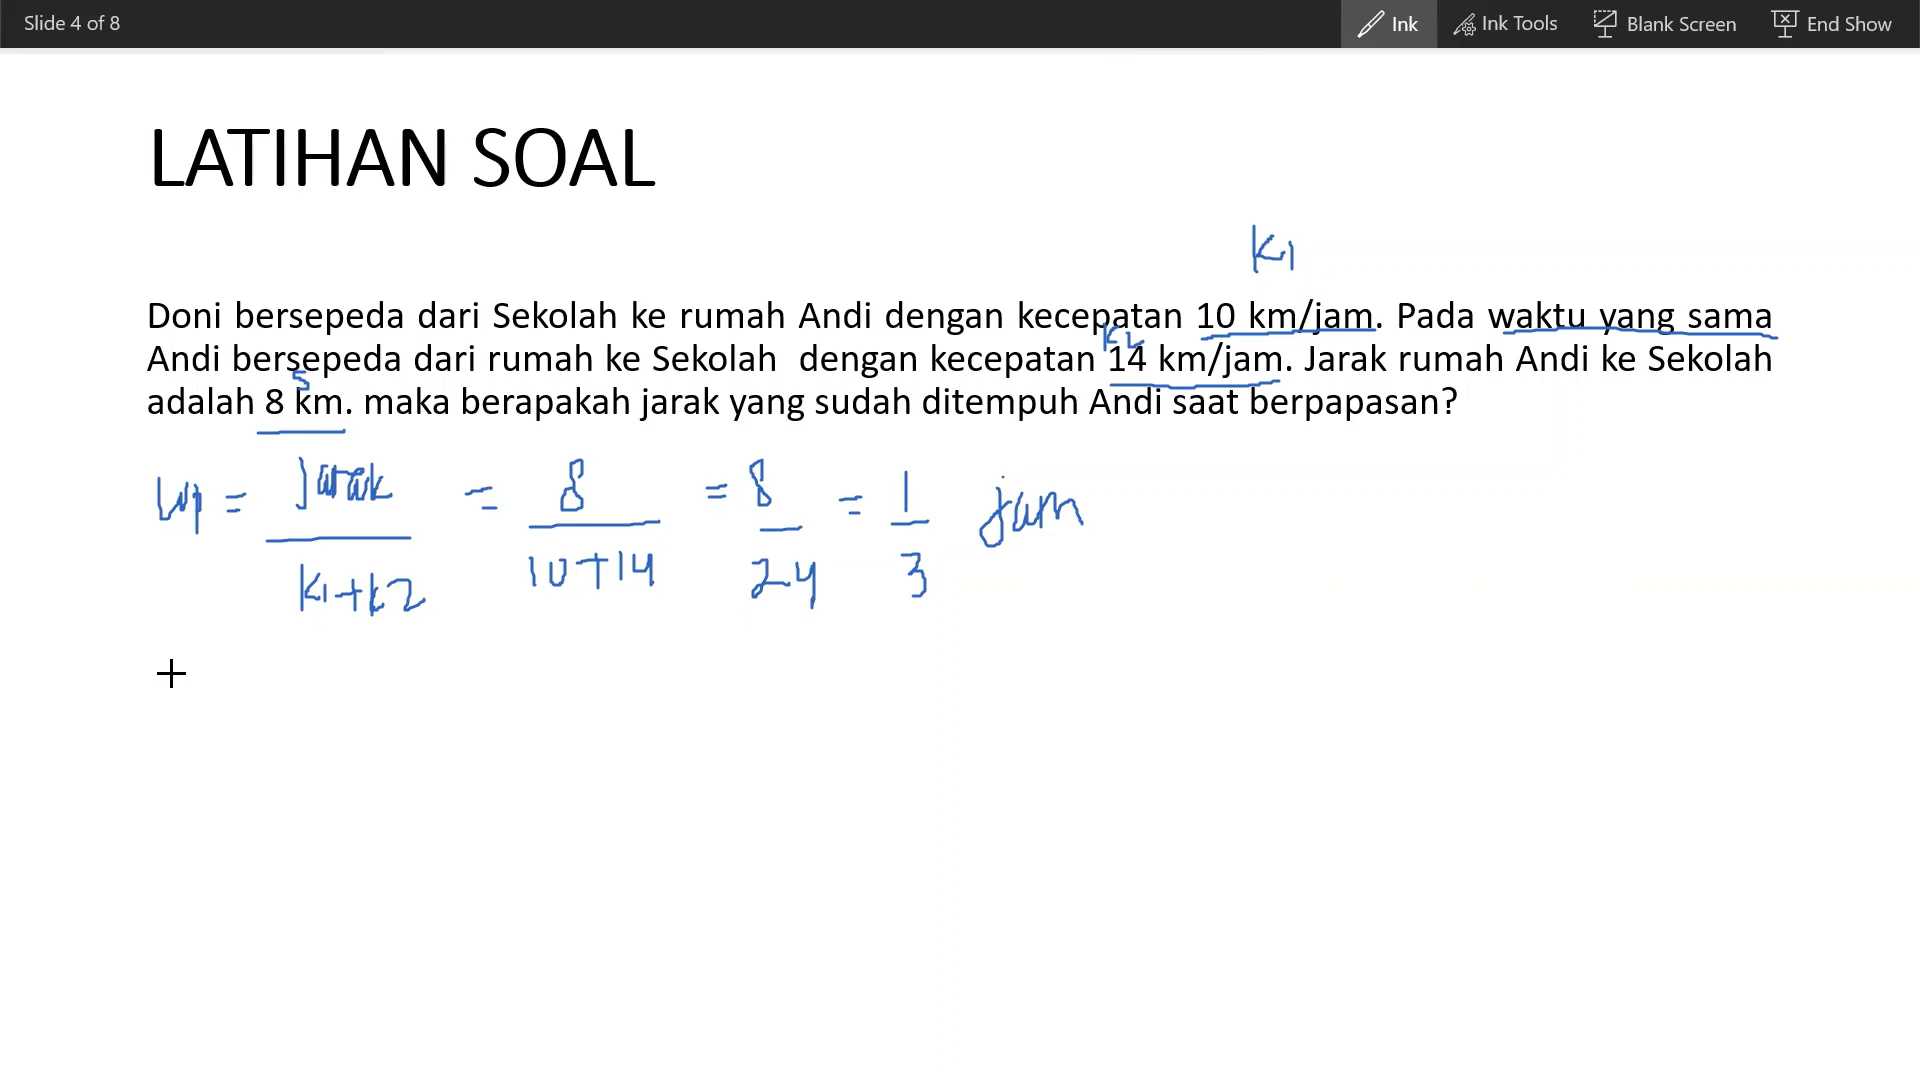 Slide 4 of 8
Ink
Ink Tools
Blank Screen
End Show
LATIHAN SOAL
K1
Doni bersepeda dari Sekolah ke rumah Andi dengan kecepatan 10 km/jam. Pada waktu yang sama
K2
Andi bersepeda dari rumah ke Sekolah dengan kecepatan 14 km/jam. Jarak rumah Andi ke Sekolah
S
adalah 8 km. maka berapakah jarak yang sudah ditempuh Andi saat berpapasan?
Wp = Jarak / K1+K2 = 8 / 10+14 = 8 / 24 = 1 / 3 jam